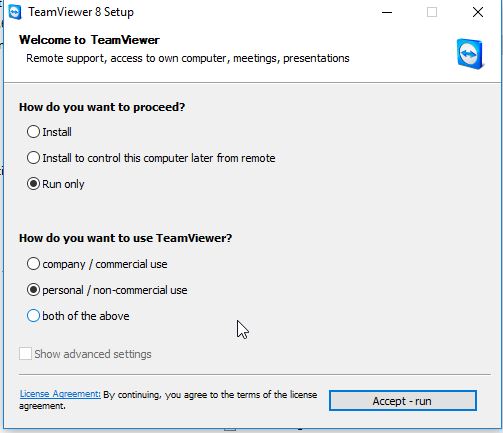 TeamViewer 8 Setup
Welcome to TeamViewer
Remote support, access to own computer, meetings, presentations
How do you want to proceed?
Install
Install to control this computer later from remote
Run only
How do you want to use TeamViewer?
company / commercial use
personal / non-commercial use
both of the above
Show advanced settings
License Agreement: By continuing, you agree to the terms of the license
agreement.
Accept - run